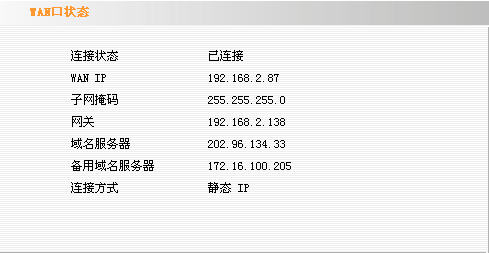 WAN口状态
连接状态 已连接
WAN IP 192.168.2.87
子网掩码 255.255.255.0
网关 192.168.2.138
域名服务器 202.96.134.33
备用域名服务器 172.16.100.205
连接方式 静态 IP